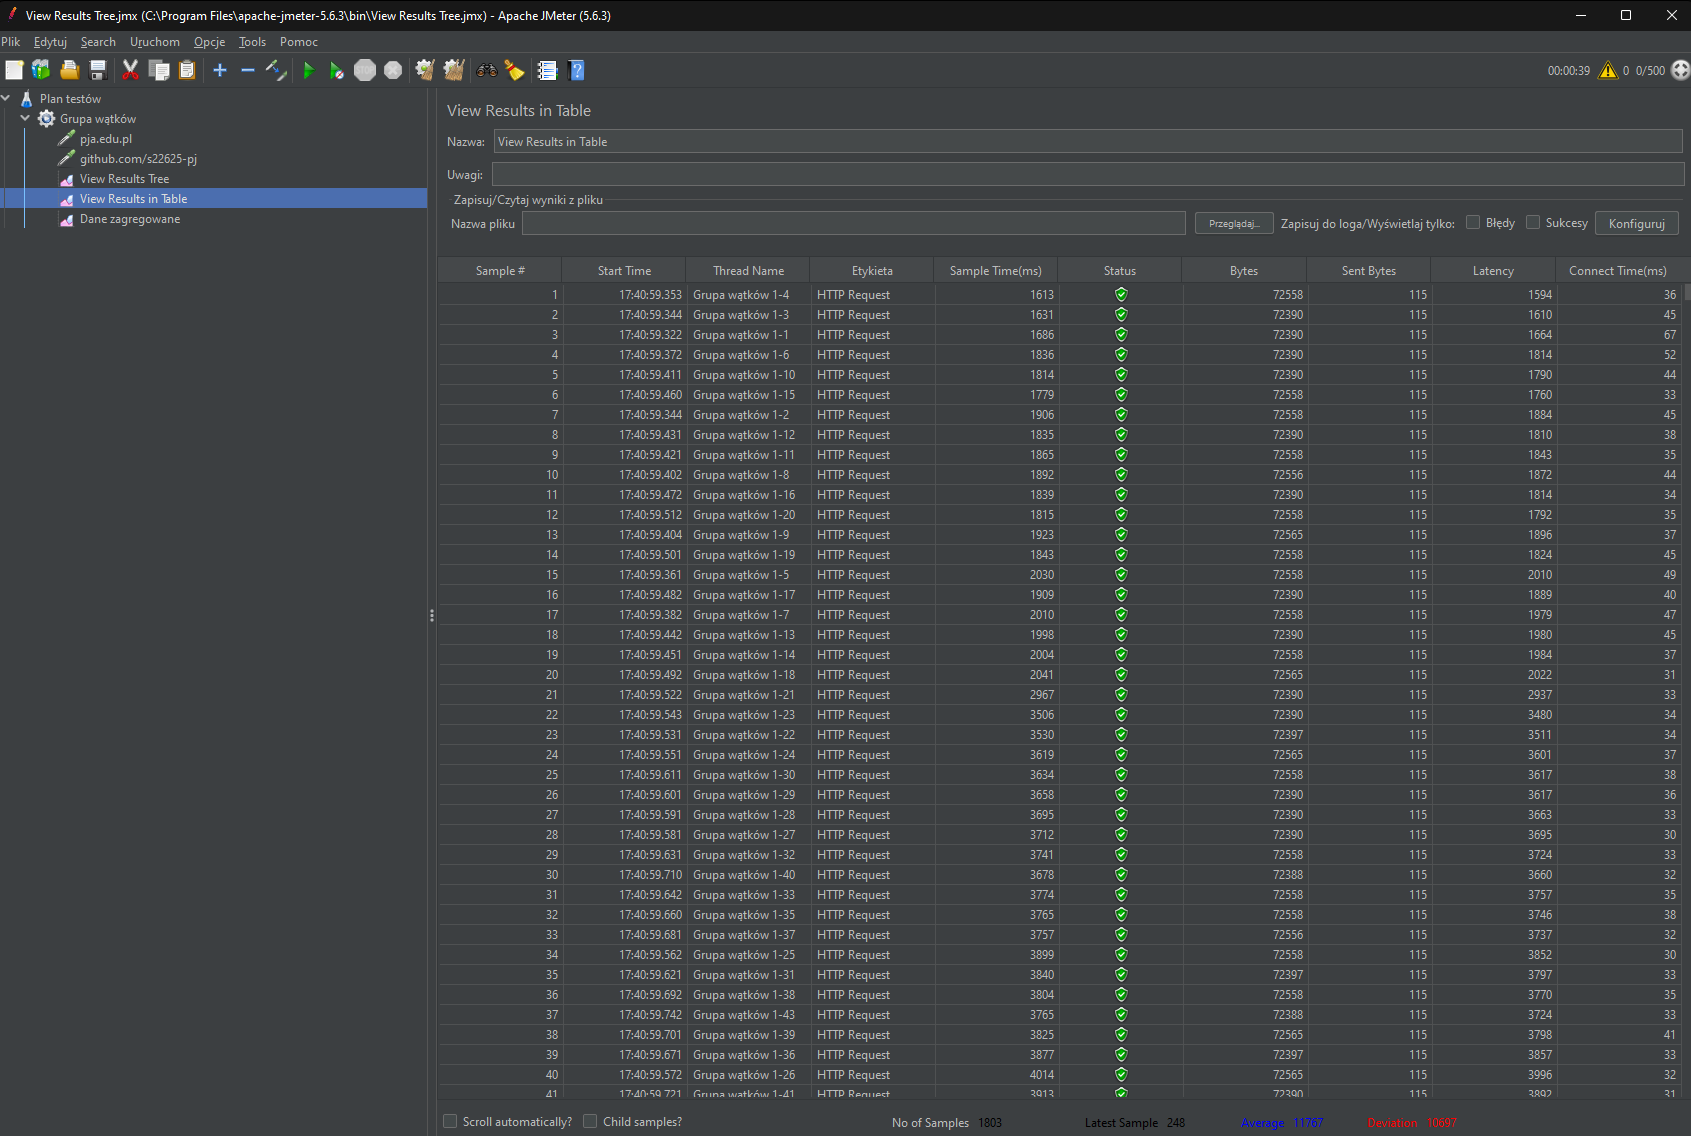 View Results Tree.jmx (C:\Program Files\apache-jmeter-5.6.3\bin\View Results Tree.jmx) - Apache JMeter (5.6.3)
Plik Edytuj Search Uruchom Opcje Tools Pomoc
00:00:39 0 0/500
Plan testów
Grupa wątków
pja.edu.pl
github.com/s22625-pj
View Results Tree
View Results in Table
Dane zagregowane
View Results in Table
Nazwa: View Results in Table
Uwagi:
Zapisuj/Czytaj wyniki z pliku
Nazwa pliku Przeglądaj... Zapisuj do loga/Wyświetlaj tylko: Błędy Sukcesy Konfiguruj
Sample # Start Time Thread Name Etykieta Sample Time(ms) Status Bytes Sent Bytes Latency Connect Time(ms)
1 17:40:59.353 Grupa wątków 1-4 HTTP Request 1613 72558 115 1594 36
2 17:40:59.344 Grupa wątków 1-3 HTTP Request 1631 72390 115 1610 45
3 17:40:59.322 Grupa wątków 1-1 HTTP Request 1686 72390 115 1664 67
4 17:40:59.372 Grupa wątków 1-6 HTTP Request 1836 72390 115 1814 52
5 17:40:59.411 Grupa wątków 1-10 HTTP Request 1814 72390 115 1790 44
6 17:40:59.460 Grupa wątków 1-15 HTTP Request 1779 72558 115 1760 33
7 17:40:59.344 Grupa wątków 1-2 HTTP Request 1906 72558 115 1884 45
8 17:40:59.431 Grupa wątków 1-12 HTTP Request 1835 72390 115 1810 38
9 17:40:59.421 Grupa wątków 1-11 HTTP Request 1865 72558 115 1843 35
10 17:40:59.402 Grupa wątków 1-8 HTTP Request 1892 72556 115 1872 44
11 17:40:59.472 Grupa wątków 1-16 HTTP Request 1839 72390 115 1814 34
12 17:40:59.512 Grupa wątków 1-20 HTTP Request 1815 72558 115 1792 35
13 17:40:59.404 Grupa wątków 1-9 HTTP Request 1923 72565 115 1896 37
14 17:40:59.501 Grupa wątków 1-19 HTTP Request 1843 72558 115 1824 45
15 17:40:59.361 Grupa wątków 1-5 HTTP Request 2030 72558 115 2010 49
16 17:40:59.482 Grupa wątków 1-17 HTTP Request 1909 72390 115 1889 40
17 17:40:59.382 Grupa wątków 1-7 HTTP Request 2010 72558 115 1979 47
18 17:40:59.442 Grupa wątków 1-13 HTTP Request 1998 72390 115 1980 45
19 17:40:59.451 Grupa wątków 1-14 HTTP Request 2004 72558 115 1984 37
20 17:40:59.492 Grupa wątków 1-18 HTTP Request 2041 72565 115 2022 31
21 17:40:59.522 Grupa wątków 1-21 HTTP Request 2967 72390 115 2937 33
22 17:40:59.543 Grupa wątków 1-23 HTTP Request 3506 72390 115 3480 34
23 17:40:59.531 Grupa wątków 1-22 HTTP Request 3530 72397 115 3511 34
24 17:40:59.551 Grupa wątków 1-24 HTTP Request 3619 72565 115 3601 37
25 17:40:59.611 Grupa wątków 1-30 HTTP Request 3634 72558 115 3617 38
26 17:40:59.601 Grupa wątków 1-29 HTTP Request 3658 72390 115 3617 36
27 17:40:59.591 Grupa wątków 1-28 HTTP Request 3695 72390 115 3663 33
28 17:40:59.581 Grupa wątków 1-27 HTTP Request 3712 72390 115 3695 30
29 17:40:59.631 Grupa wątków 1-32 HTTP Request 3741 72558 115 3724 33
30 17:40:59.710 Grupa wątków 1-40 HTTP Request 3678 72388 115 3660 32
31 17:40:59.642 Grupa wątków 1-33 HTTP Request 3774 72558 115 3757 35
32 17:40:59.660 Grupa wątków 1-35 HTTP Request 3765 72558 115 3746 38
33 17:40:59.681 Grupa wątków 1-37 HTTP Request 3757 72556 115 3737 32
34 17:40:59.562 Grupa wątków 1-25 HTTP Request 3899 72558 115 3852 30
35 17:40:59.621 Grupa wątków 1-31 HTTP Request 3840 72397 115 3797 33
36 17:40:59.692 Grupa wątków 1-38 HTTP Request 3804 72558 115 3770 35
37 17:40:59.742 Grupa wątków 1-43 HTTP Request 3765 72388 115 3724 33
38 17:40:59.701 Grupa wątków 1-39 HTTP Request 3825 72565 115 3798 41
39 17:40:59.671 Grupa wątków 1-36 HTTP Request 3877 72397 115 3857 33
40 17:40:59.572 Grupa wątków 1-26 HTTP Request 4014 72565 115 3996 32
41 17:40:59.721 Grupa wątków 1-41 HTTP Request 3913 72390 115 3892 31
Scroll automatically? Child samples? No of Samples 1803 Latest Sample 248 Average 11767 Deviation 10697